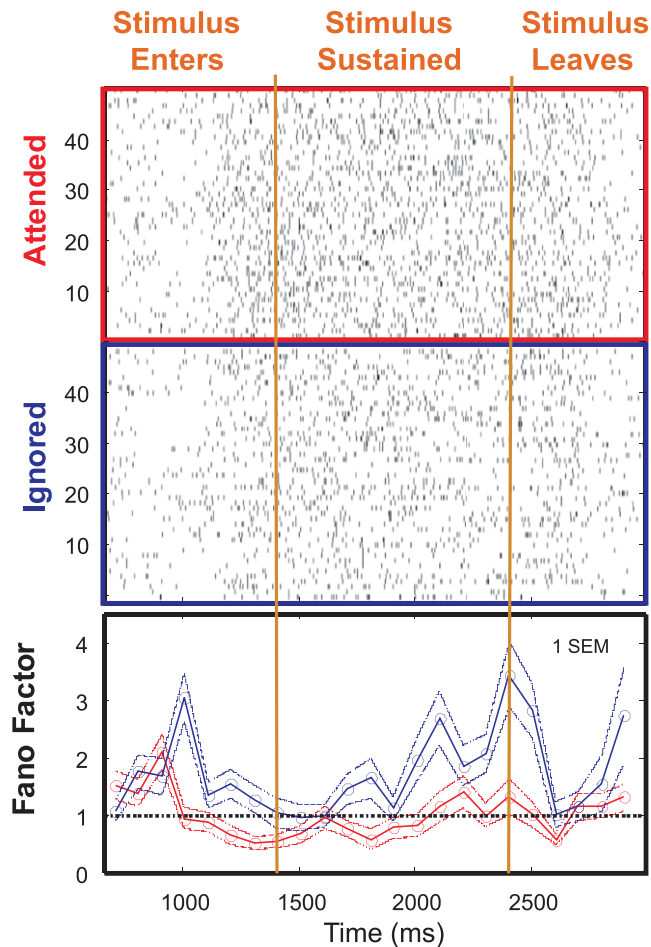 Stimulus Enters
Stimulus Sustained
Stimulus Leaves
Attended
40
30
20
10
Ignored
40
30
20
10
Fano Factor
4
3
2
1
0
1 SEM
1000
1500
2000
2500
Time (ms)